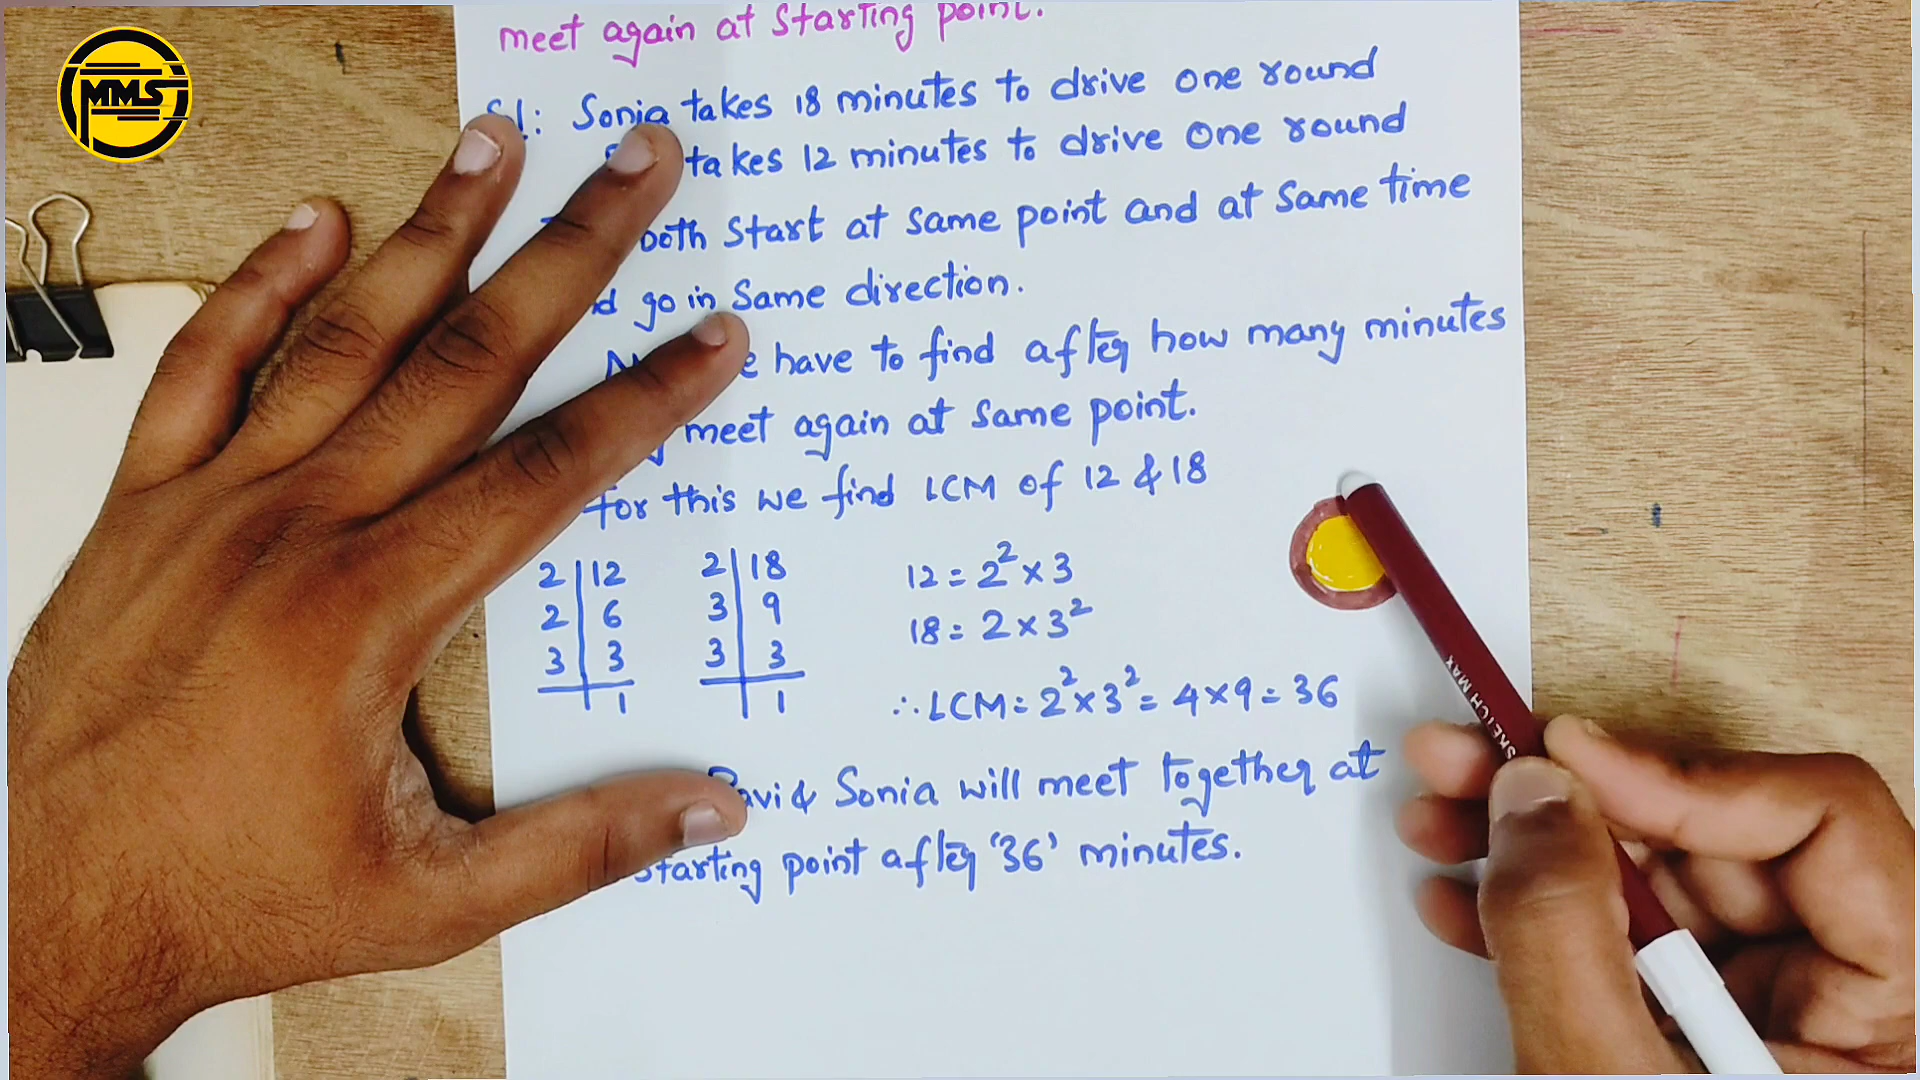 MMS
meet again at starting point.
Sol: Sonia takes 18 minutes to drive one round
takes 12 minutes to drive one round
both start at same point and at same time
go in same direction.
have to find after how many minutes
meet again at same point.
for this we find LCM of 12 & 18
2 | 12
2 | 6
3 | 3
1
2 | 18
3 | 9
3 | 3
1
12 = 2² × 3
18 = 2 × 3²
∴ LCM = 2² × 3² = 4 × 9 = 36
Ravi & Sonia will meet together at
starting point after '36' minutes.
SKETCH MAX